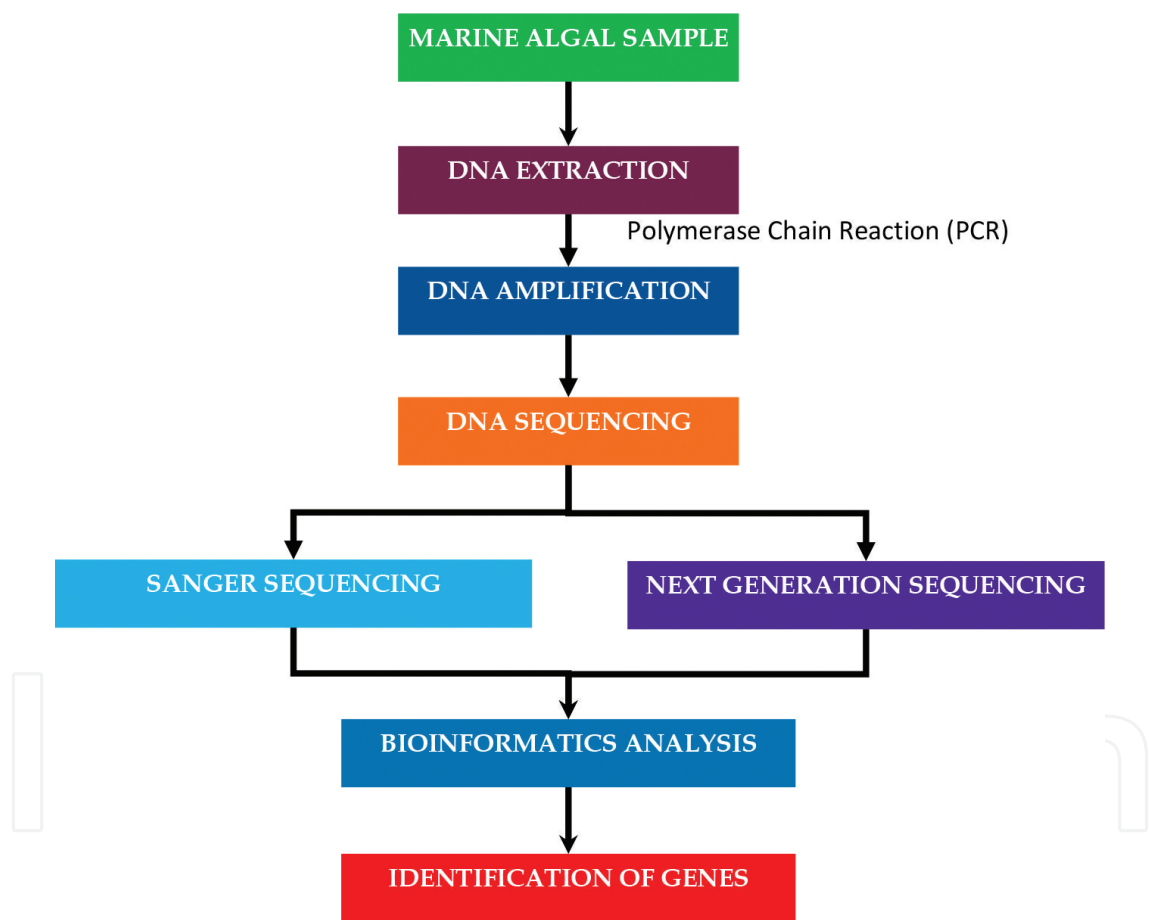 MARINE ALGAL SAMPLE
DNA EXTRACTION
Polymerase Chain Reaction (PCR)
DNA AMPLIFICATION
DNA SEQUENCING
SANGER SEQUENCING
NEXT GENERATION SEQUENCING
BIOINFORMATICS ANALYSIS
IDENTIFICATION OF GENES